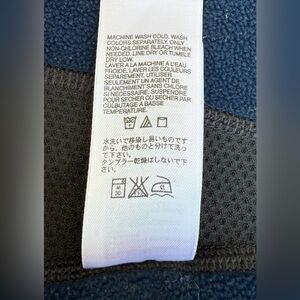 MACHINE WASH COLD. WASH
COLORS SEPARATELY. ONLY
NON-CHLORINE BLEACH WHEN
NEEDED. LINE DRY OR TUMBLE
DRY LOW.
LAVER A LA MACHINE A L'EAU
FROIDE. LAVER LES COULEURS
SEPAREMENT. UTILISER
SEULEMENT UN AGENT DE
BLANCHIMENT SANS CHLORE
SI NECESSAIRE. SUSPENDRE
POUR SECHER OU SECHER PAR
CULBUTAGE A BASSE
TEMPERATURE.
水洗いで移染し易いものです
から、他のものと分けて洗っ
て下さい。
タンブラー乾燥はしないで下
さい。
30